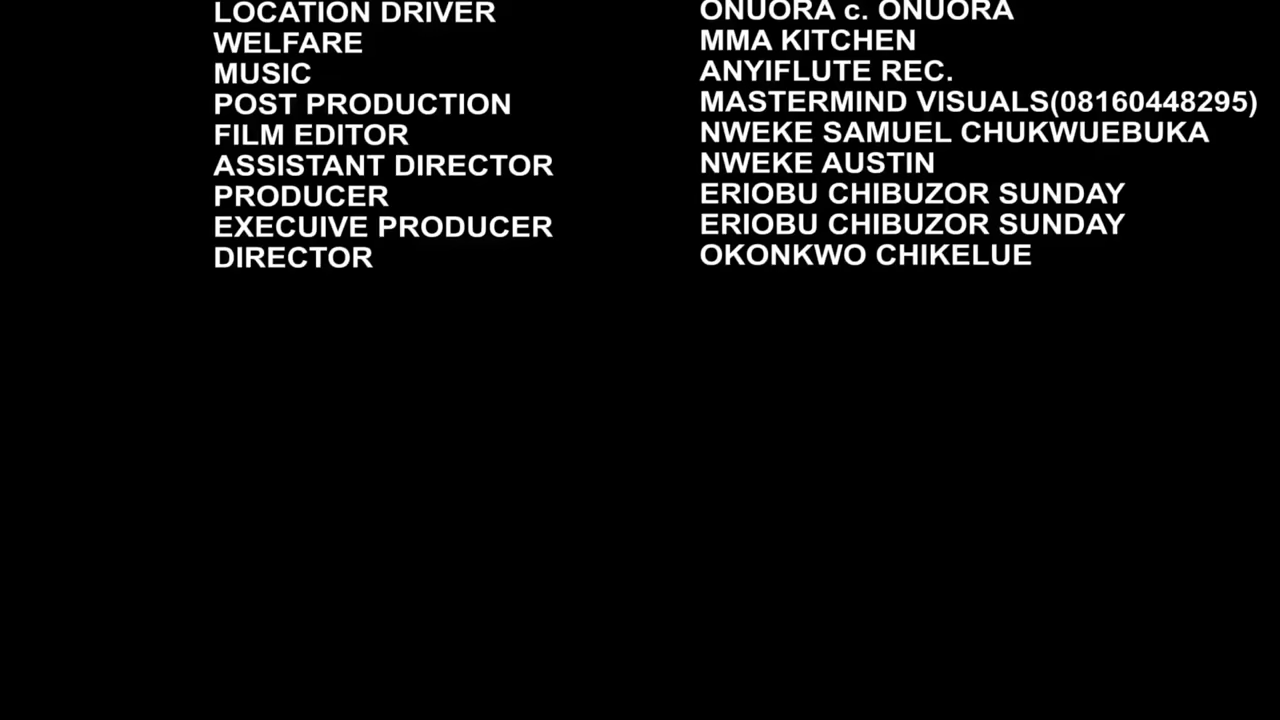 LOCATION DRIVER ONUORA c. ONUORA
WELFARE MMA KITCHEN
MUSIC ANYIFLUTE REC.
POST PRODUCTION MASTERMIND VISUALS(08160448295)
FILM EDITOR NWEKE SAMUEL CHUKWUEBUKA
ASSISTANT DIRECTOR NWEKE AUSTIN
PRODUCER ERIOBU CHIBUZOR SUNDAY
EXECUIVE PRODUCER ERIOBU CHIBUZOR SUNDAY
DIRECTOR OKONKWO CHIKELUE